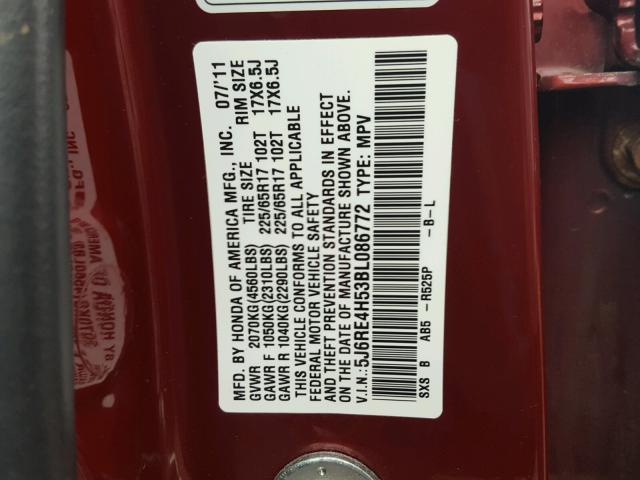 MFD. BY HONDA OF AMERICA MFG., INC. 07/'11
TIRE SIZE RIM SIZE
GVWR 2070KG(4560LBS)
GAWR F 1050KG(2310LBS) 225/65R17 102T 17X6.5J
GAWR R 1040KG(2290LBS) 225/65R17 102T 17X6.5J
THIS VEHICLE CONFORMS TO ALL APPLICABLE
FEDERAL MOTOR VEHICLE SAFETY
AND THEFT PREVENTION STANDARDS IN EFFECT
ON THE DATE OF MANUFACTURE SHOWN ABOVE.
V.I.N.:5J6RE4H53BL086772 TYPE: MPV
SXS B AB5 - R525P - B - L